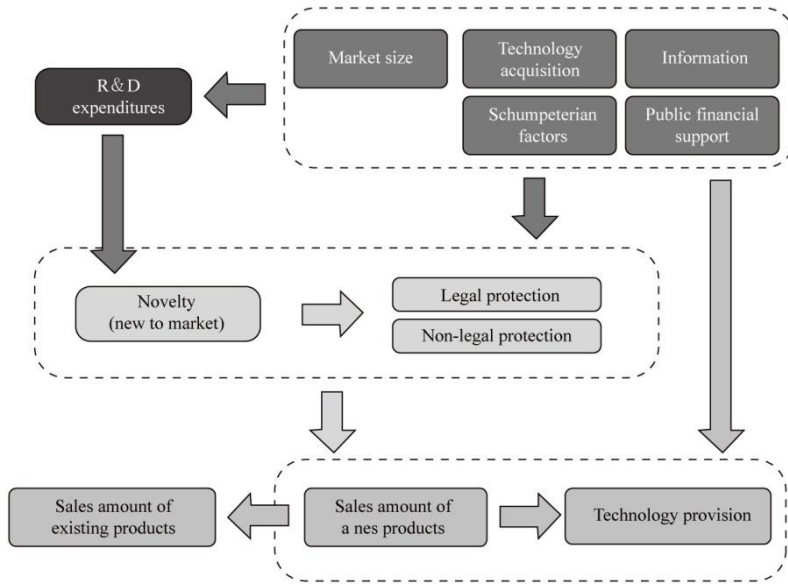 Market size
Technology
acquisition
Information
R&D
expenditures
Schumpeterian
factors
Public financial
support
Novelty
(new to market)
Legal protection
Non-legal protection
Sales amount of
existing products
Sales amount of
a nes products
Technology provision